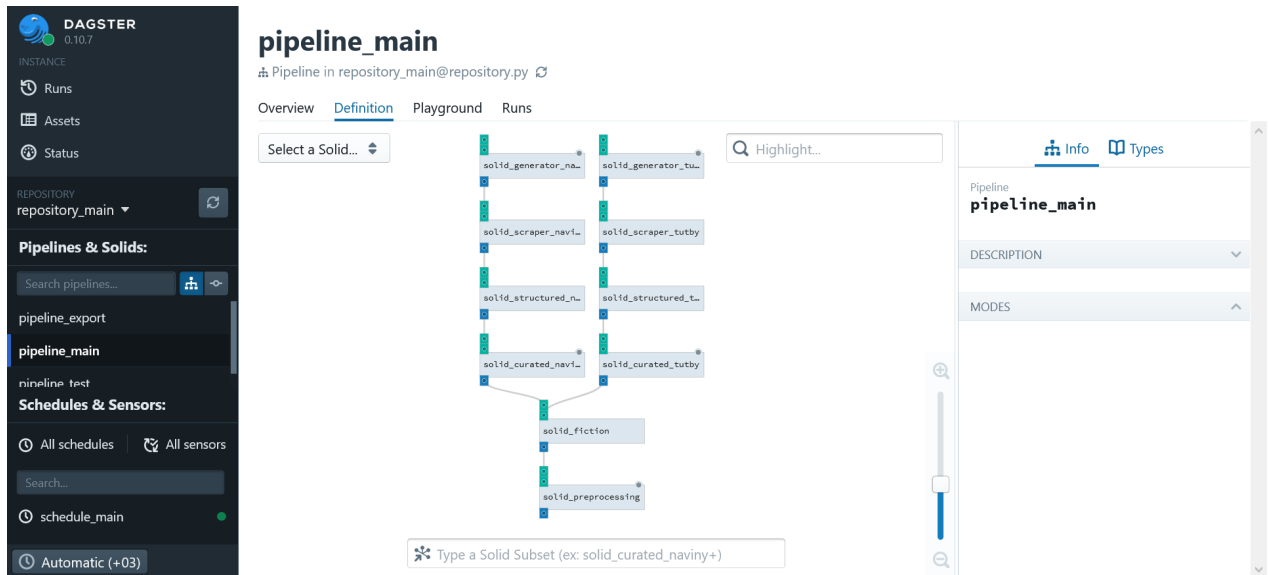 DAGSTER
0.10.7
INSTANCE
Runs
Assets
Status
REPOSITORY
repository_main
Pipelines & Solids:
Search pipelines...
pipeline_export
pipeline_main
pipeline_test
Schedules & Sensors:
All schedules
All sensors
Search...
schedule_main
Automatic (+03)
pipeline_main
Pipeline in repository_main@repository.py
Overview Definition Playground Runs
Select a Solid...
Highlight...
solid_generator_na… solid_generator_tu…
solid_scraper_navi… solid_scraper_tutby
solid_structured_n… solid_structured_t…
solid_curated_navi… solid_curated_tutby
solid_fiction
solid_preprocessing
Type a Solid Subset (ex: solid_curated_naviny+)
Info Types
Pipeline
pipeline_main
DESCRIPTION
MODES